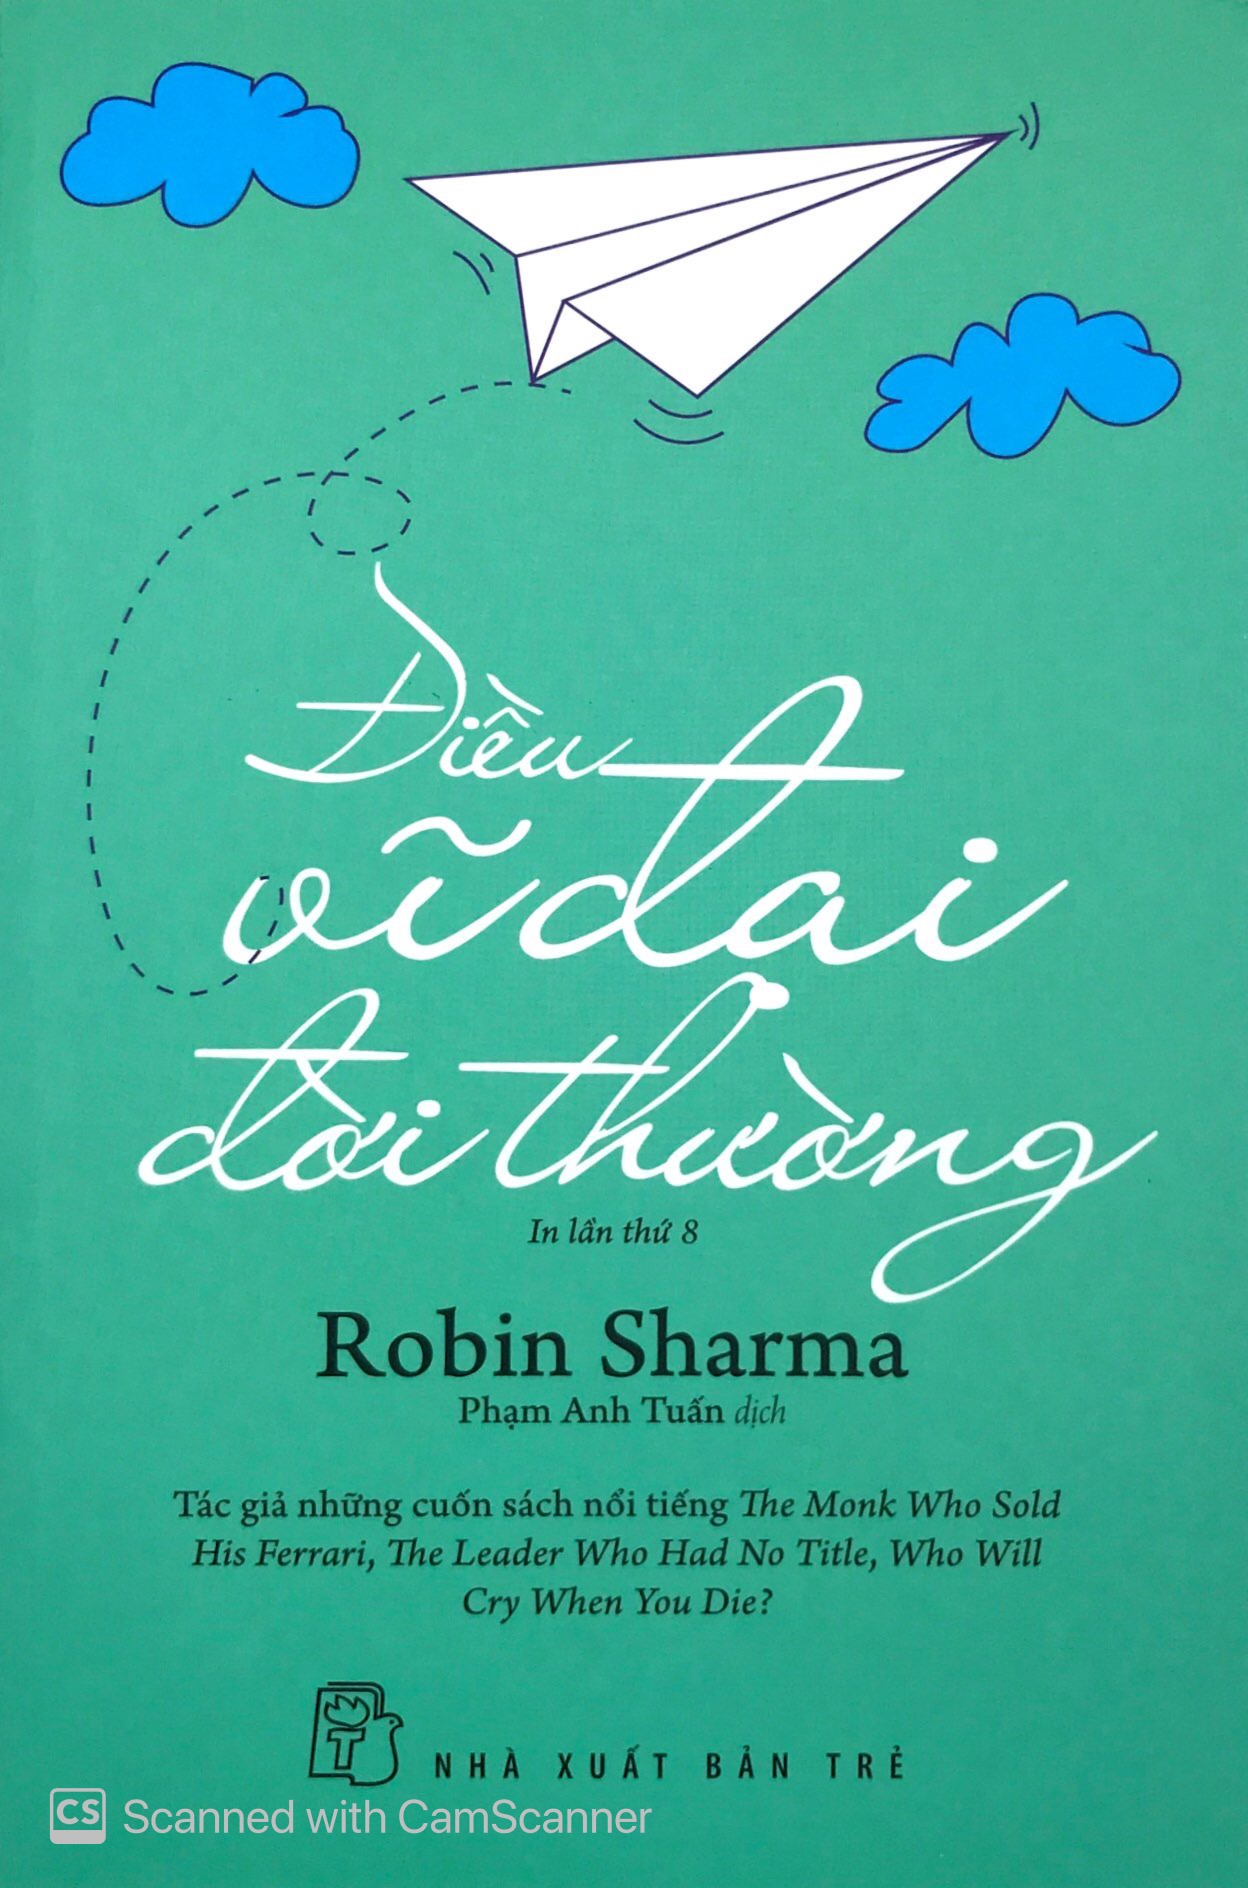 Điều
vĩ đại
đời thường
In lần thứ 8
Robin Sharma
Phạm Anh Tuấn dịch
Tác giả những cuốn sách nổi tiếng The Monk Who Sold
His Ferrari, The Leader Who Had No Title, Who Will
Cry When You Die?
T
NHÀ XUẤT BẢN TRẺ
CS Scanned with CamScanner